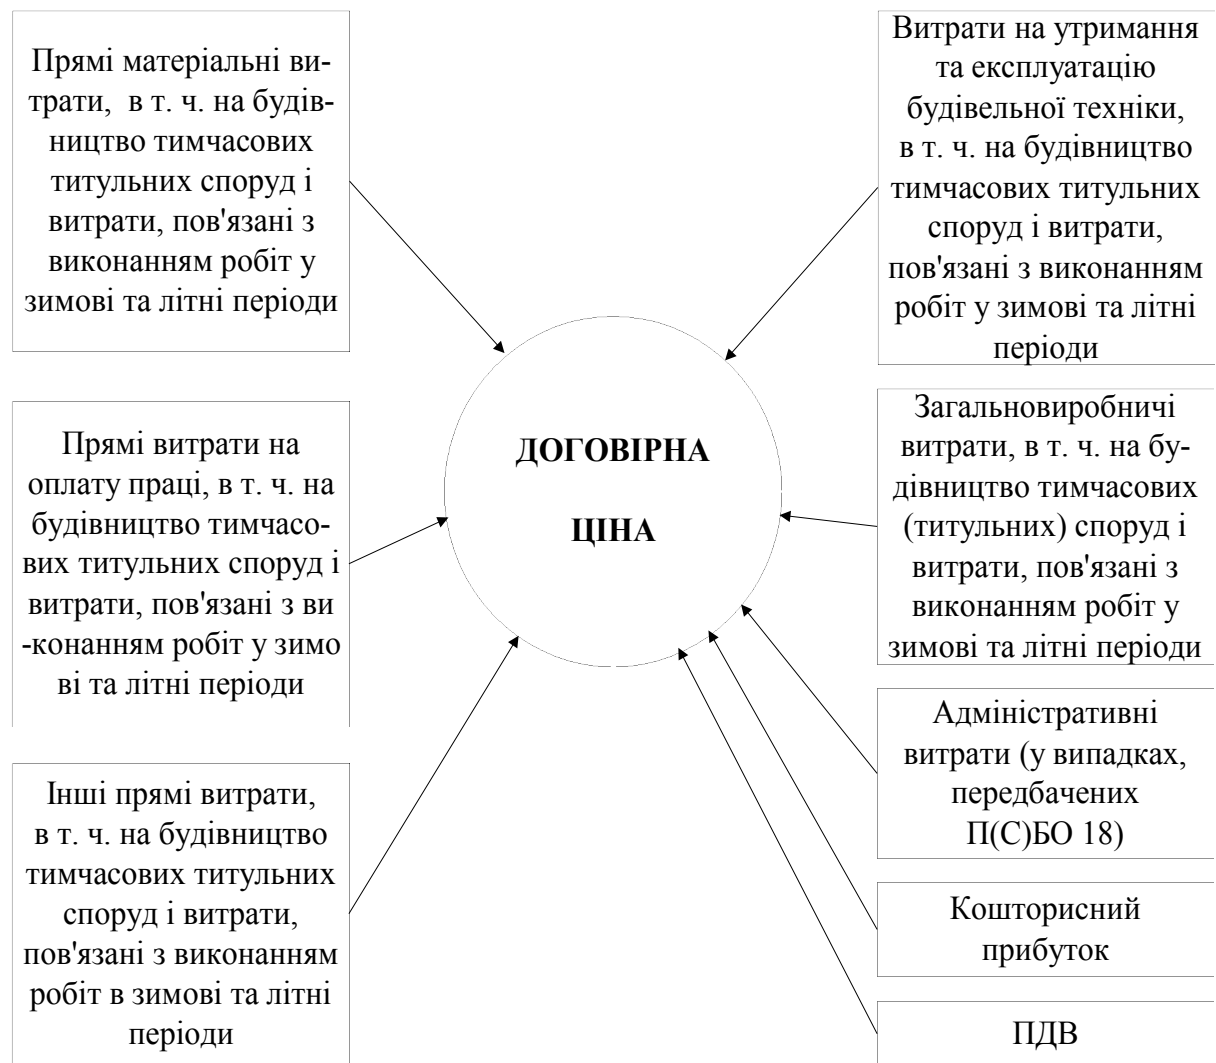 Прямі матеріальні ви-
трати, в т. ч. на будів-
ництво тимчасових
титульних споруд і
витрати, пов'язані з
виконанням робіт у
зимові та літні періоди
Прямі витрати на
оплату праці, в т. ч. на
будівництво тимчасо-
вих титульних споруд і
витрати, пов'язані з ви
-конанням робіт у зимо
ві та літні періоди
Інші прямі витрати,
в т. ч. на будівництво
тимчасових титульних
споруд і витрати,
пов'язані з виконанням
робіт в зимові та літні
періоди
ДОГОВІРНА
ЦІНА
Витрати на утримання
та експлуатацію
будівельної техніки,
в т. ч. на будівництво
тимчасових титульних
споруд і витрати,
пов'язані з виконанням
робіт у зимові та літні
періоди
Загальновиробничі
витрати, в т. ч. на бу-
дівництво тимчасових
(титульних) споруд і
витрати, пов'язані з
виконанням робіт у
зимові та літні періоди
Адміністративні
витрати (у випадках,
передбачених
П(С)БО 18)
Кошторисний
прибуток
ПДВ